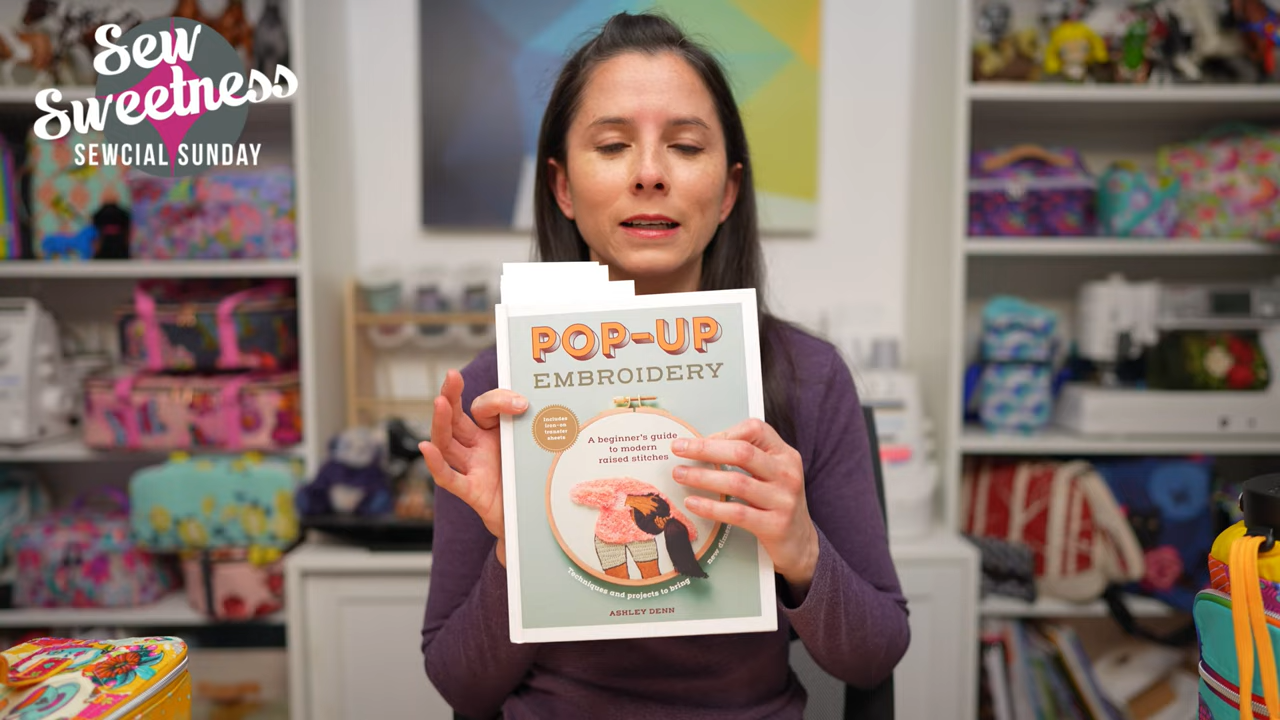 Sew
Sweetness
SEWCIAL SUNDAY
POP-UP
EMBROIDERY
Includes
iron-on
transfer
sheets
A beginner's guide
to modern
raised stitches
Techniques and projects to bring
new
ASHLEY DENN